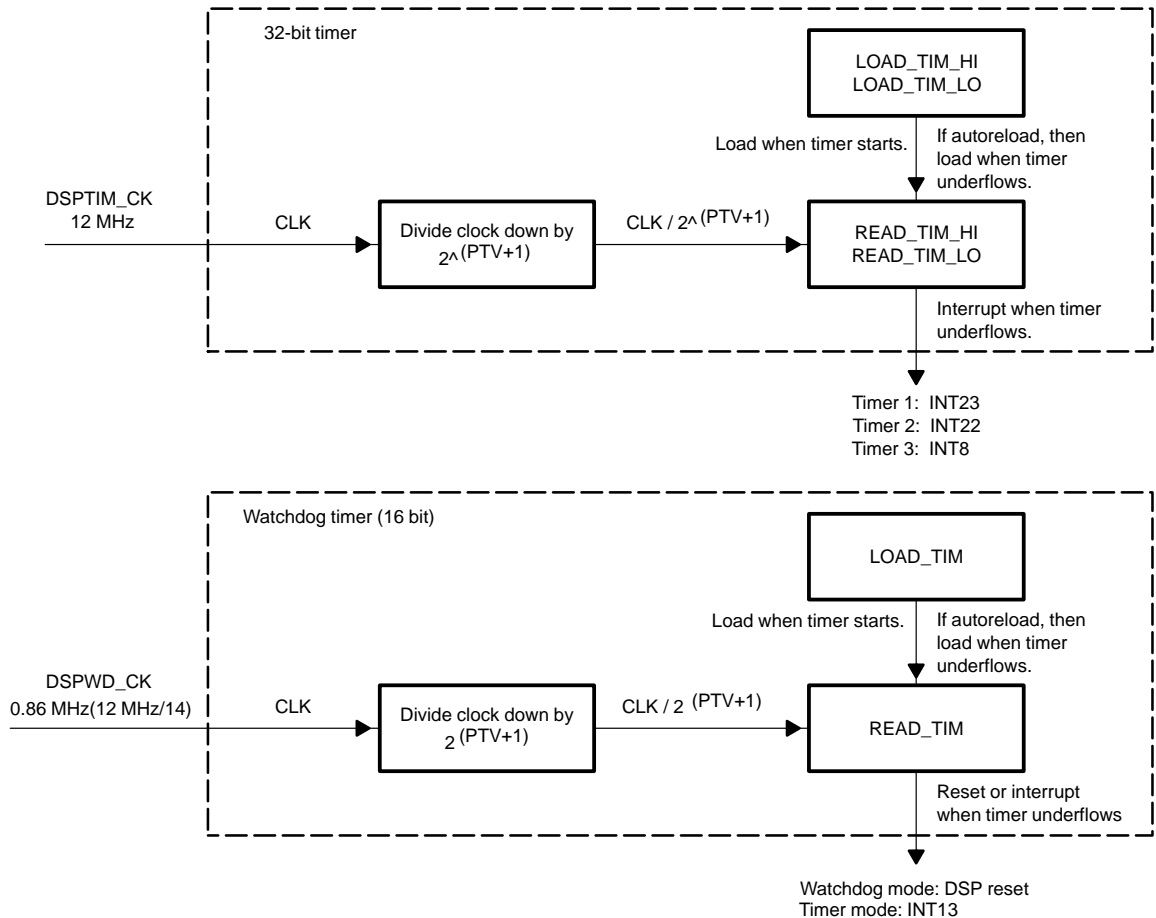 32-bit timer
LOAD_TIM_HI
LOAD_TIM_LO
Load when timer starts.
If autoreload, then
load when timer
underflows.
DSPTIM_CK
12 MHz
CLK
Divide clock down by
2^(PTV+1)
CLK / 2^(PTV+1)
READ_TIM_HI
READ_TIM_LO
Interrupt when timer
underflows.
Timer 1: INT23
Timer 2: INT22
Timer 3: INT8
Watchdog timer (16 bit)
LOAD_TIM
Load when timer starts.
If autoreload, then
load when timer
underflows.
DSPWD_CK
0.86 MHz(12 MHz/14)
CLK
Divide clock down by
2 (PTV+1)
CLK / 2 (PTV+1)
READ_TIM
Reset or interrupt
when timer underflows
Watchdog mode: DSP reset
Timer mode: INT13